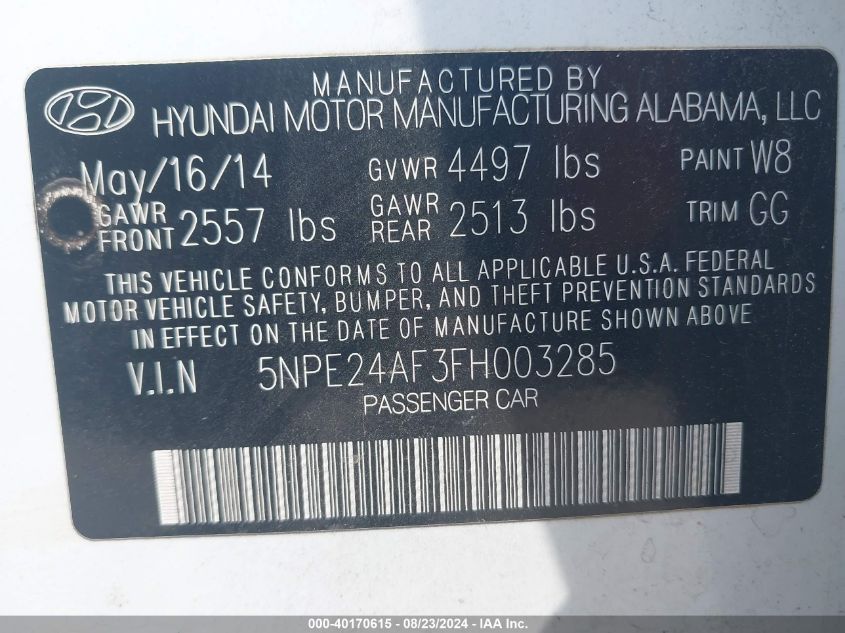 MANUFACTURED BY
HYUNDAI MOTOR MANUFACTURING ALABAMA, LLC
May/16/14 GVWR 4497 lbs PAINT W8
GAWR FRONT 2557 lbs GAWR REAR 2513 lbs TRIM GG
THIS VEHICLE CONFORMS TO ALL APPLICABLE U.S.A. FEDERAL
MOTOR VEHICLE SAFETY, BUMPER, AND THEFT PREVENTION STANDARDS
IN EFFECT ON THE DATE OF MANUFACTURE SHOWN ABOVE
V.I.N 5NPE24AF3FH003285
PASSENGER CAR
000-40170615 - 08/23/2024 - IAA Inc.